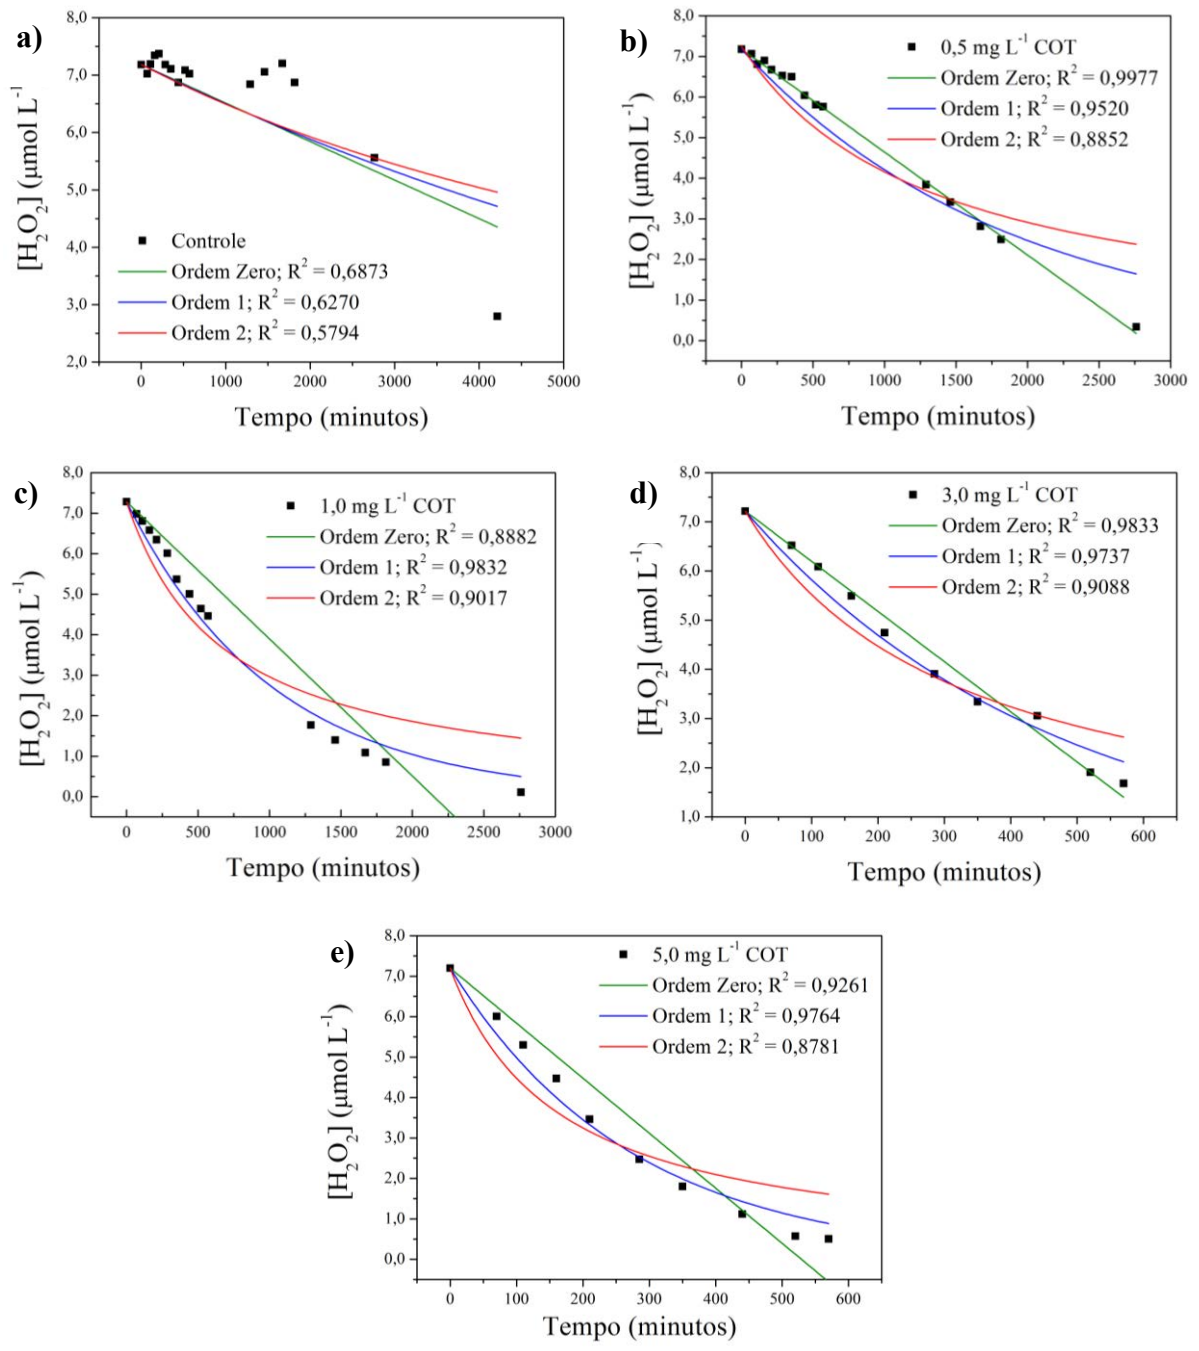 a)
[H2O2] (μmol L-1)
8,0
7,0
6,0
5,0
4,0
3,0
2,0
Controle
Ordem Zero; R2 = 0,6873
Ordem 1; R2 = 0,6270
Ordem 2; R2 = 0,5794
0 1000 2000 3000 4000 5000
Tempo (minutos)
b)
[H2O2] (μmol L-1)
8,0
7,0
6,0
5,0
4,0
3,0
2,0
1,0
0,0
0,5 mg L-1 COT
Ordem Zero; R2 = 0,9977
Ordem 1; R2 = 0,9520
Ordem 2; R2 = 0,8852
0 500 1000 1500 2000 2500 3000
Tempo (minutos)
c)
[H2O2] (μmol L-1)
8,0
7,0
6,0
5,0
4,0
3,0
2,0
1,0
0,0
1,0 mg L-1 COT
Ordem Zero; R2 = 0,8882
Ordem 1; R2 = 0,9832
Ordem 2; R2 = 0,9017
0 500 1000 1500 2000 2500 3000
Tempo (minutos)
d)
[H2O2] (μmol L-1)
8,0
7,0
6,0
5,0
4,0
3,0
2,0
1,0
3,0 mg L-1 COT
Ordem Zero; R2 = 0,9833
Ordem 1; R2 = 0,9737
Ordem 2; R2 = 0,9088
0 100 200 300 400 500 600
Tempo (minutos)
e)
[H2O2] (μmol L-1)
8,0
7,0
6,0
5,0
4,0
3,0
2,0
1,0
0,0
5,0 mg L-1 COT
Ordem Zero; R2 = 0,9261
Ordem 1; R2 = 0,9764
Ordem 2; R2 = 0,8781
0 100 200 300 400 500 600
Tempo (minutos)